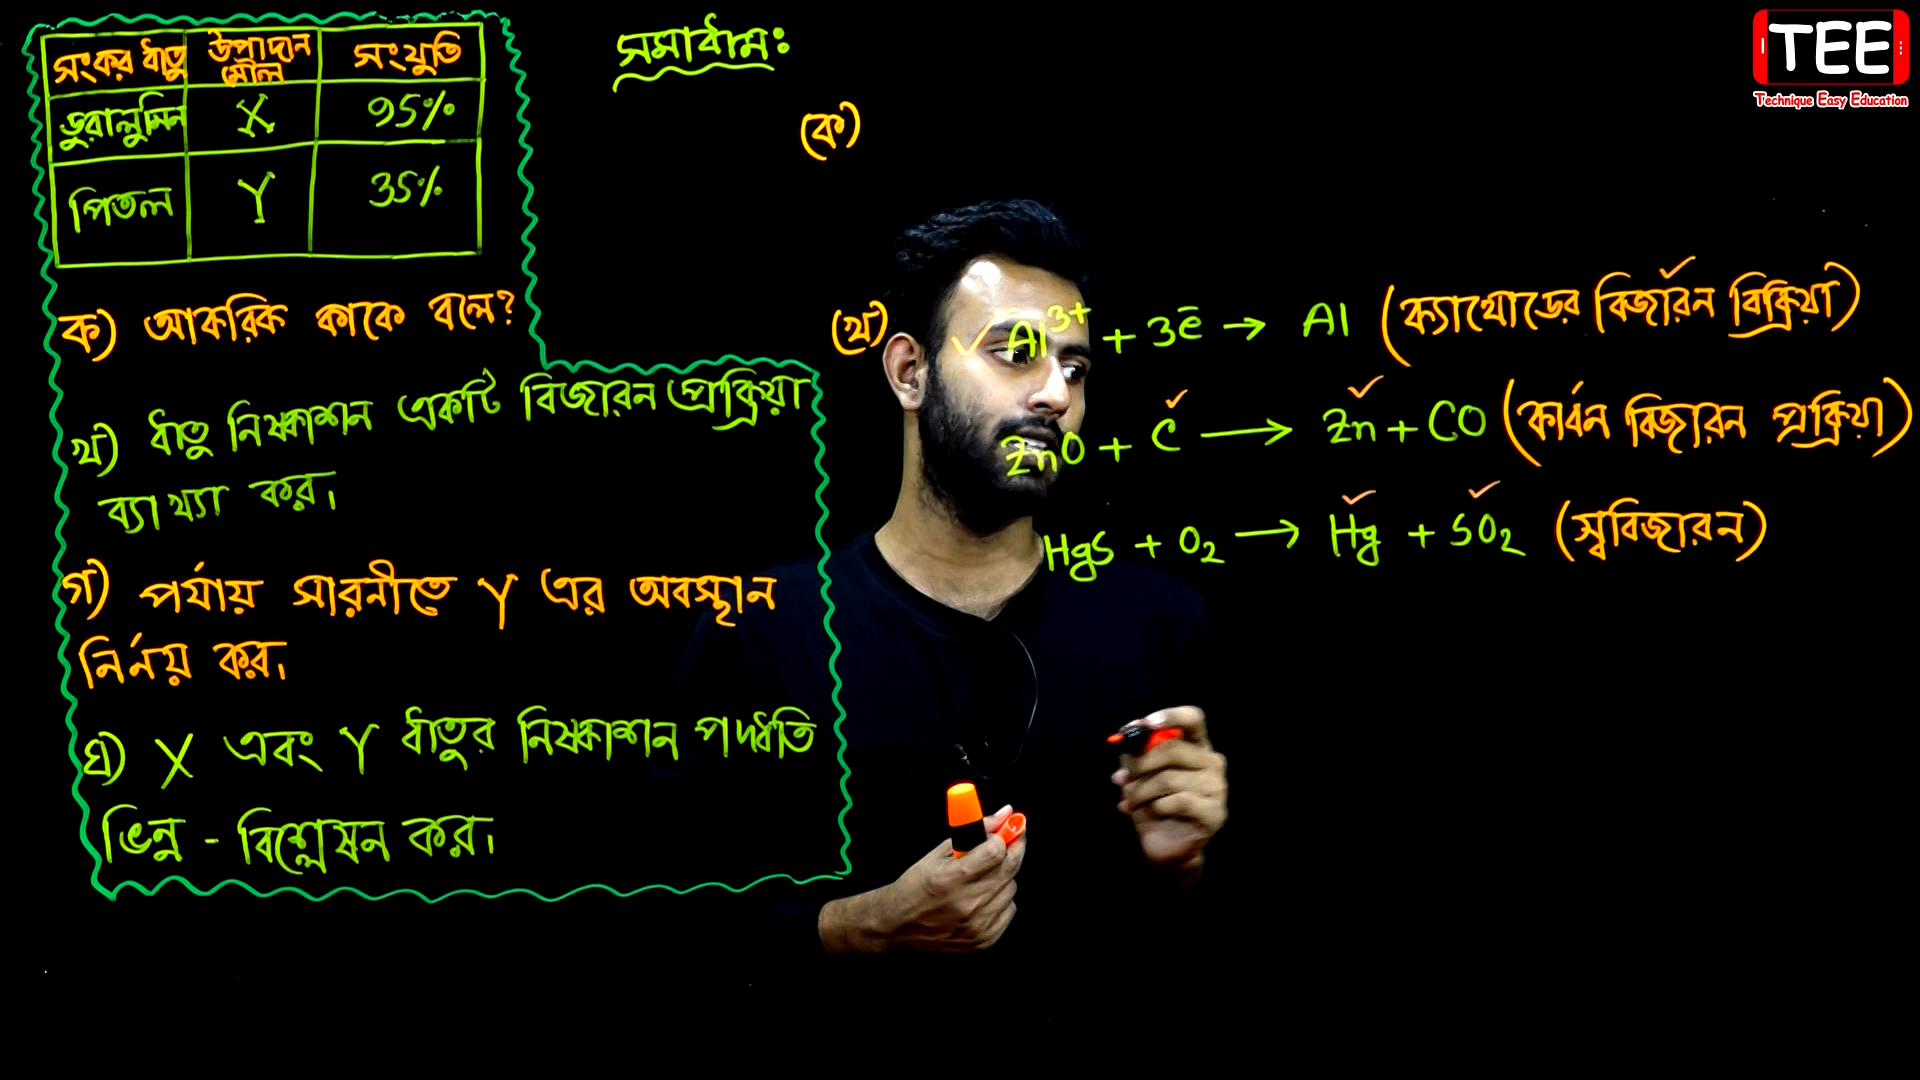 সংকর ধাতু উপাদান মৌল সংযুতি
ডুরালুমিন X 95%
পিতল Y 35%
ক) আকরিক কাকে বলে?
খ) ধাতু নিষ্কাশন একটি বিজারন প্রক্রিয়া
ব্যাখ্যা কর।
গ) পর্যায় সারনীতে Y এর অবস্থান
নির্নয় কর।
ঘ) X এবং Y ধাতুর নিষ্কাশন পদ্ধতি
ভিন্ন - বিশ্লেষন কর।
সমাধান:
(ক)
(খ) Al³⁺ + 3ē → Al (ক্যাথোডের বিজারন বিক্রিয়া)
ZnO + C → Zn + CO (কার্বন বিজারন প্রক্রিয়া)
HgS + O₂ → Hg + SO₂ (স্ববিজারন)
TEE
Technique Easy Education